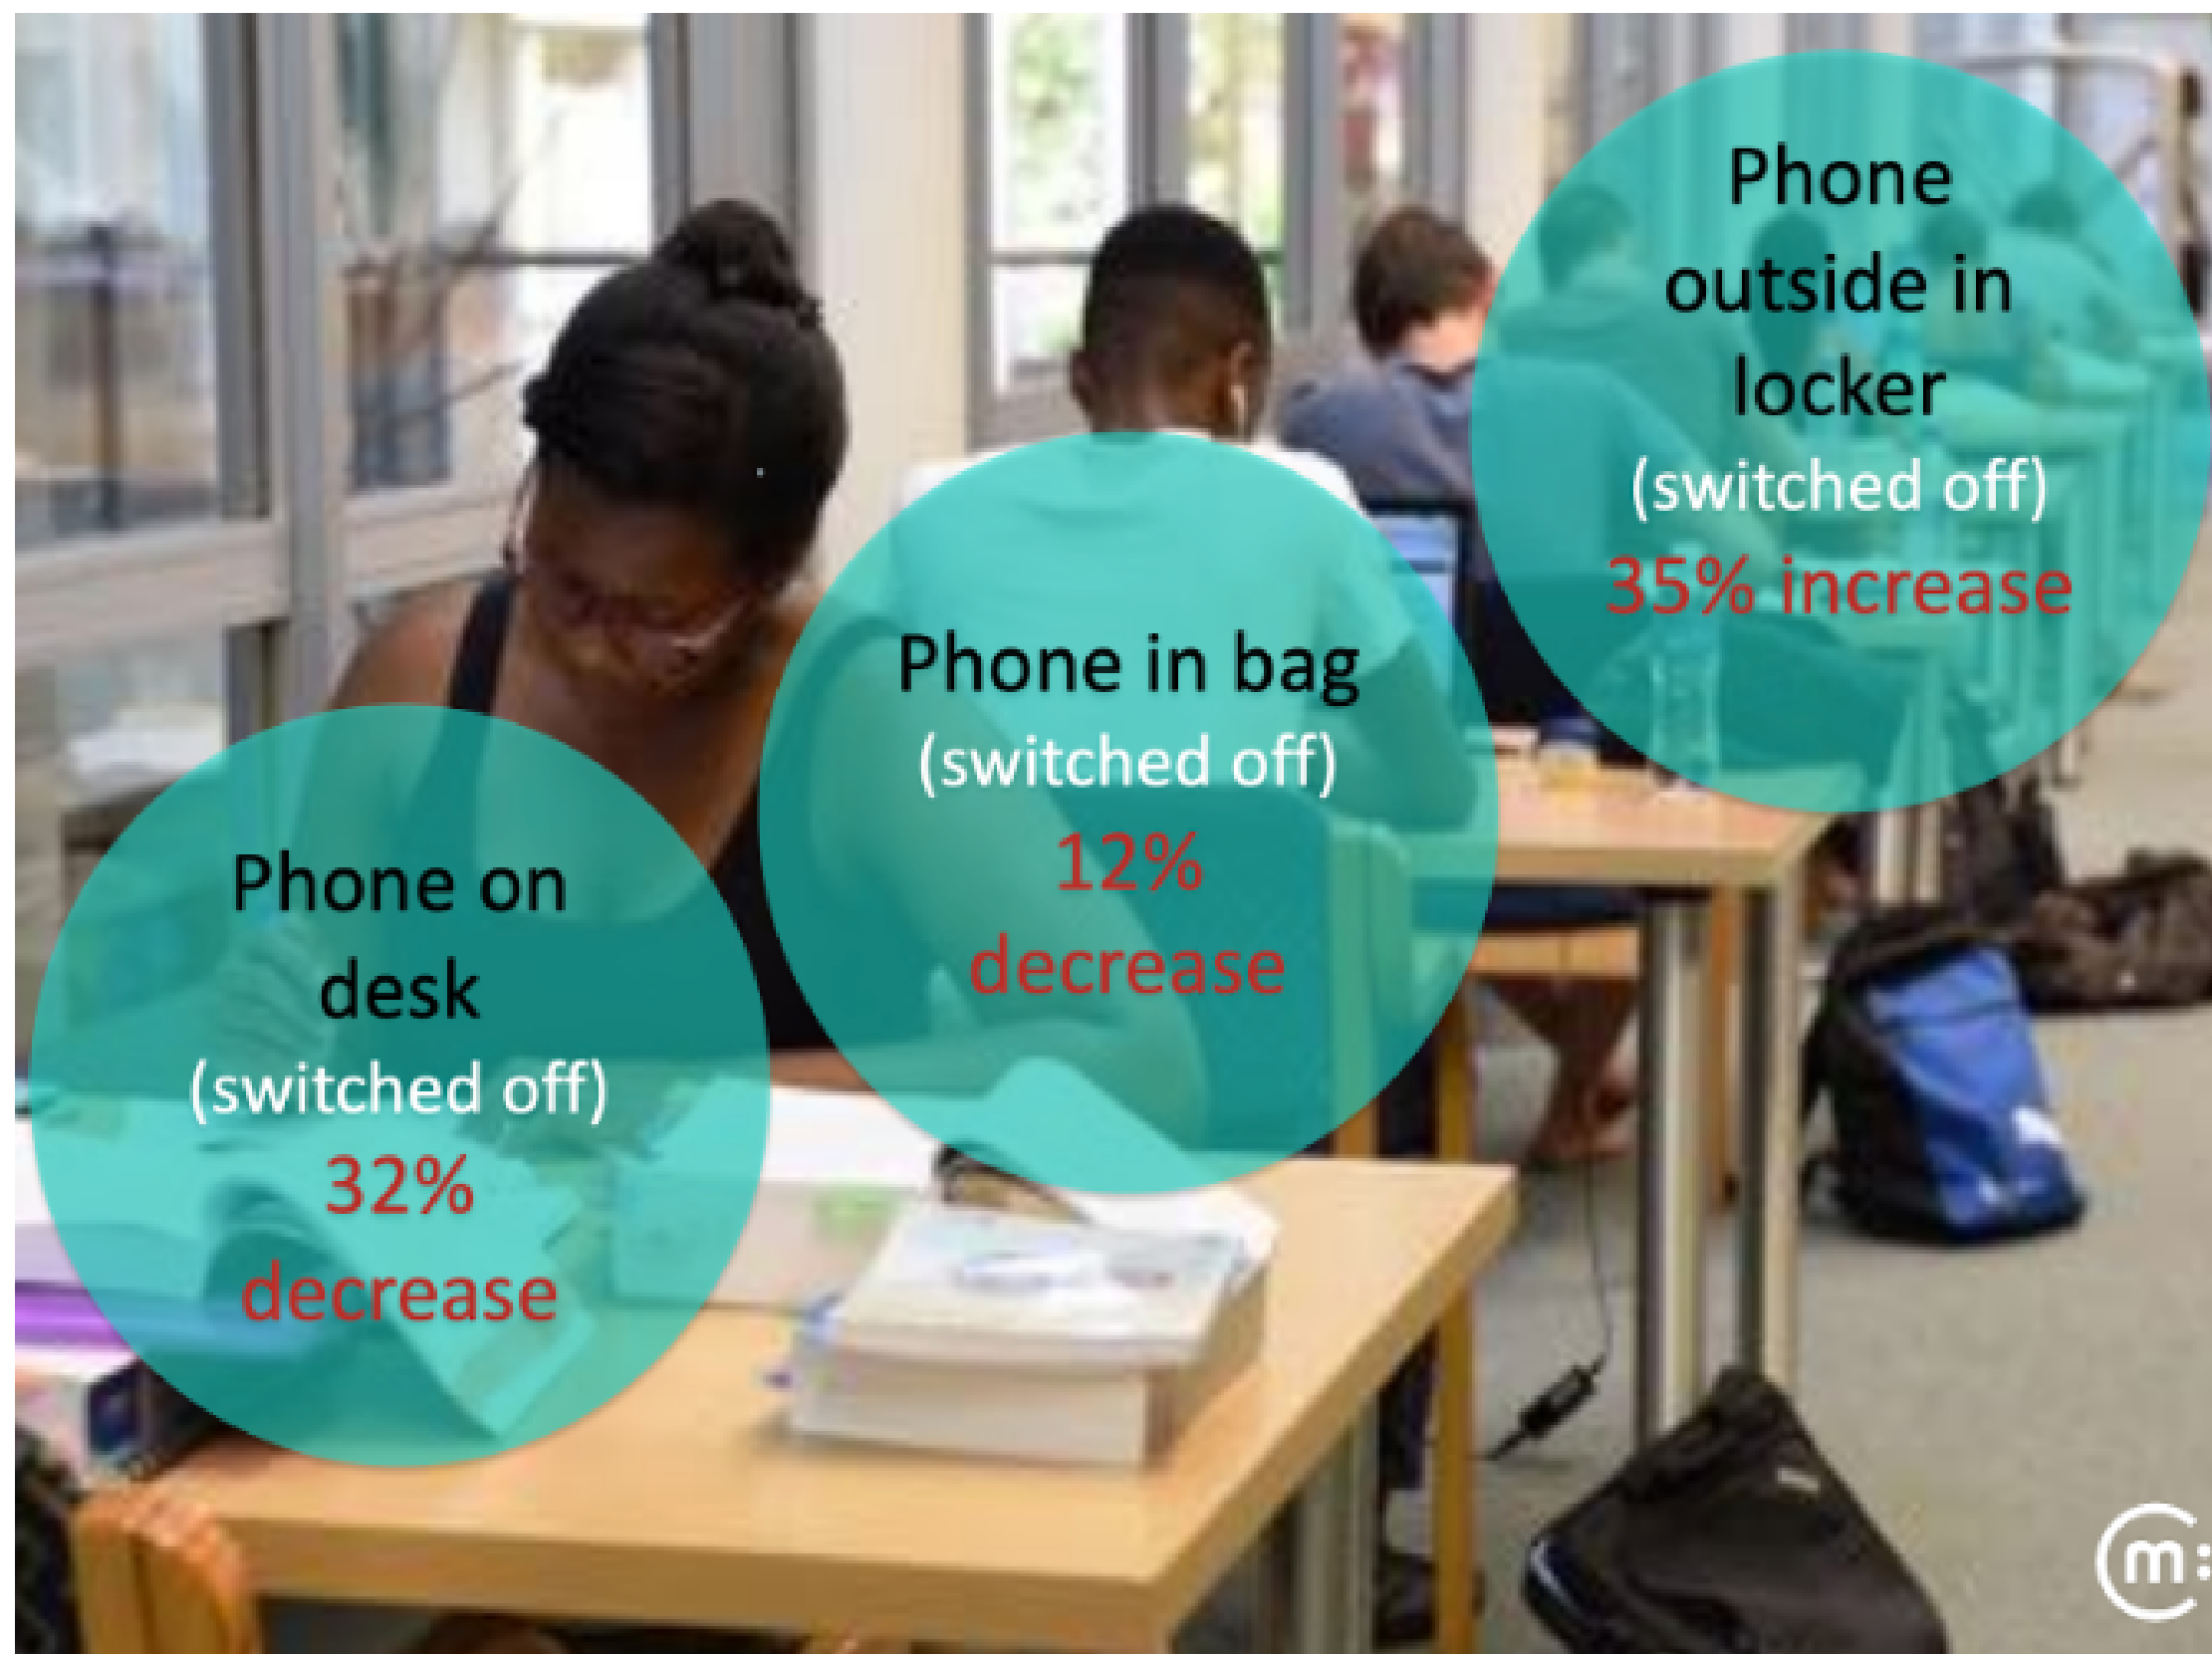 Phone on
desk
(switched off)
32%
decrease
Phone in bag
(switched off)
12%
decrease
Phone
outside in
locker
(switched off)
35% increase
m: